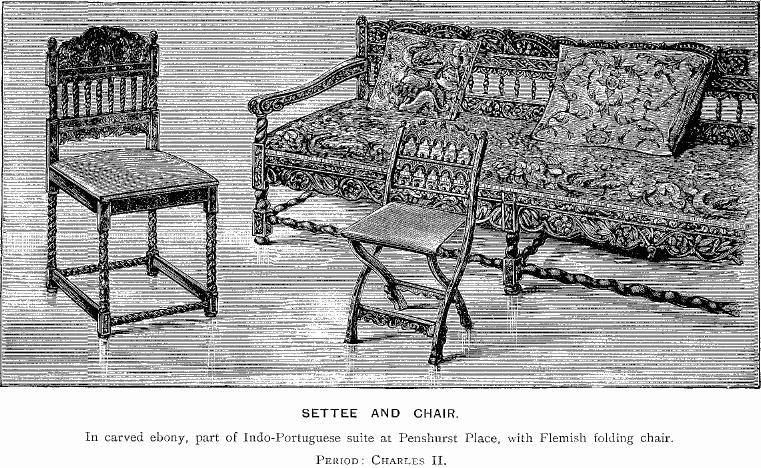 SETTEE AND CHAIR.
In carved ebony, part of Indo-Portuguese suite at Penshurst Place, with Flemish folding chair.
PERIOD: CHARLES II.